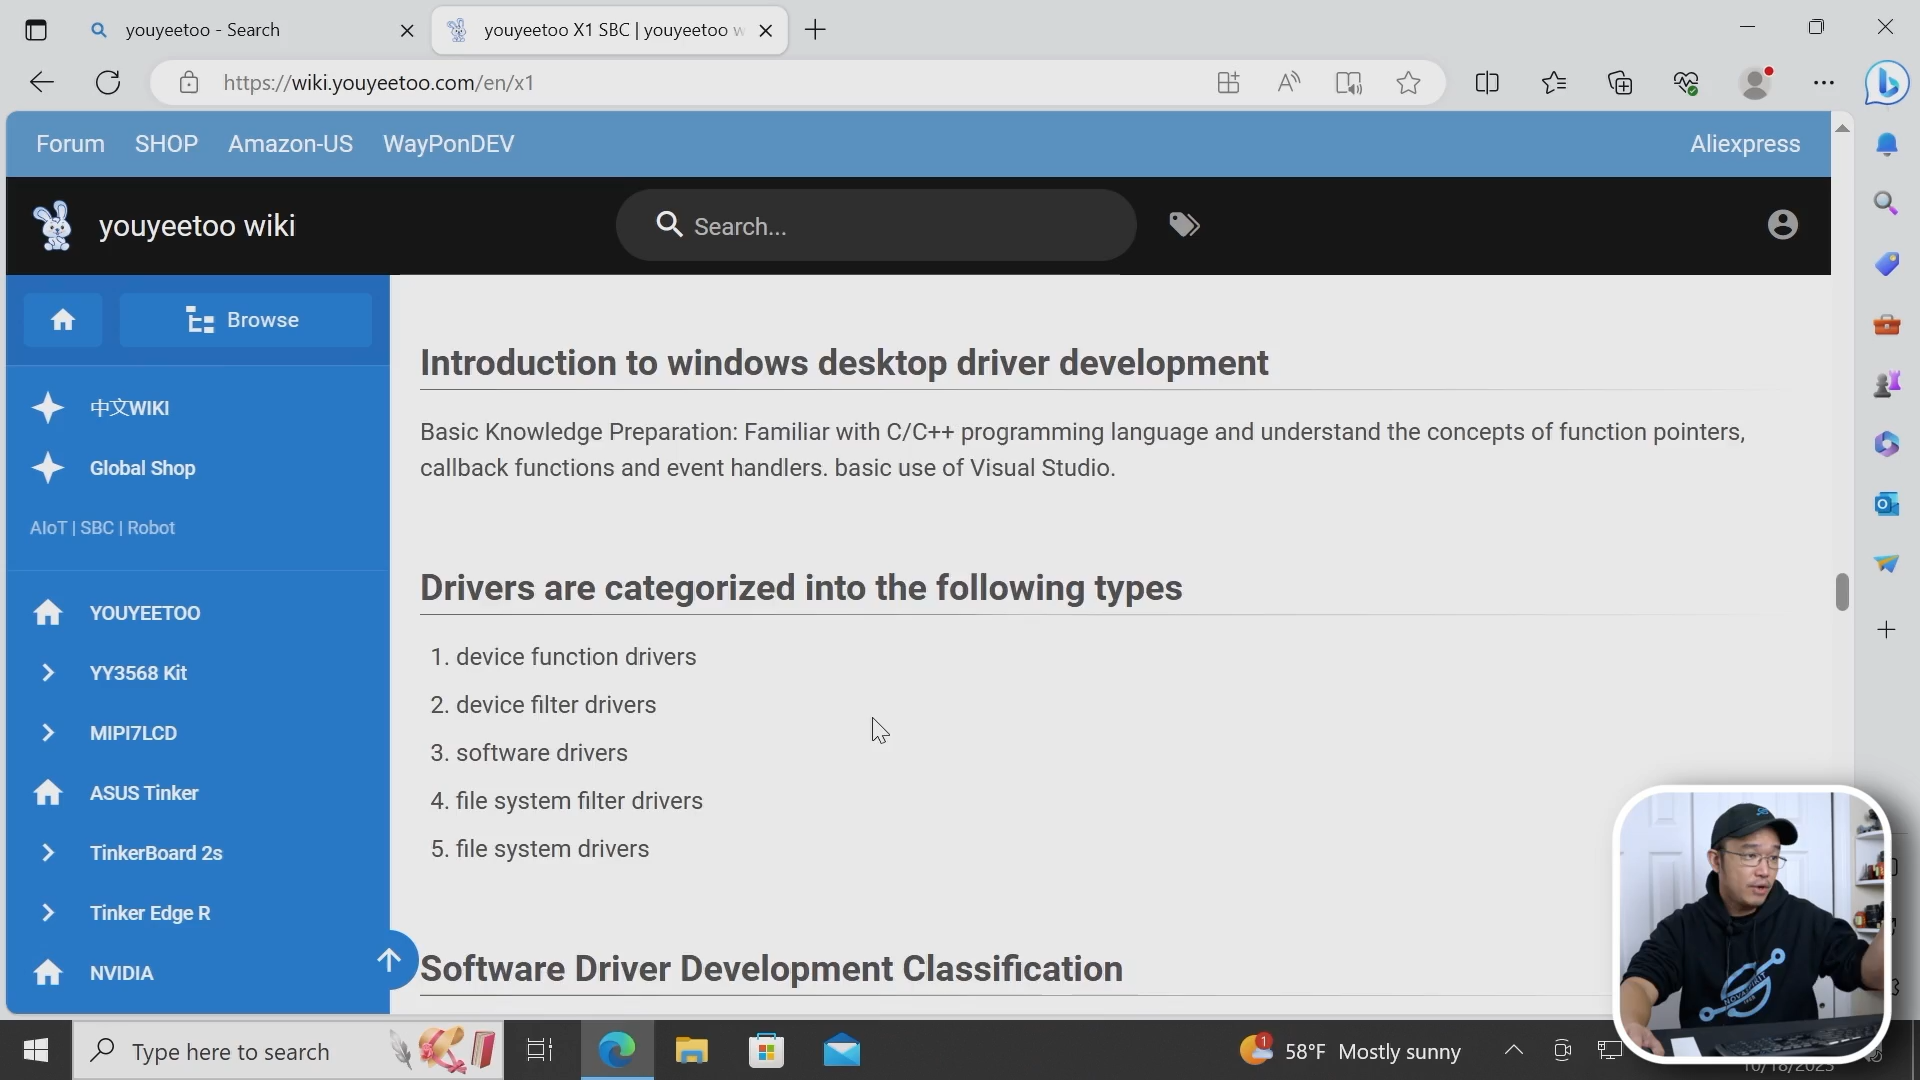 youyeetoo - Search
youyeetoo X1 SBC | youyeetoo w
https://wiki.youyeetoo.com/en/x1
Forum SHOP Amazon-US WayPonDEV Aliexpress
youyeetoo wiki
Search...
Browse
中文WIKI
Global Shop
AIoT | SBC | Robot
YOUYEETOO
YY3568 Kit
MIPI7LCD
ASUS Tinker
TinkerBoard 2s
Tinker Edge R
NVIDIA
Introduction to windows desktop driver development
Basic Knowledge Preparation: Familiar with C/C++ programming language and understand the concepts of function pointers,
callback functions and event handlers. basic use of Visual Studio.
Drivers are categorized into the following types
1. device function drivers
2. device filter drivers
3. software drivers
4. file system filter drivers
5. file system drivers
Software Driver Development Classification
NOVASPIRIT
Type here to search
1
58°F Mostly sunny
10/18/2023